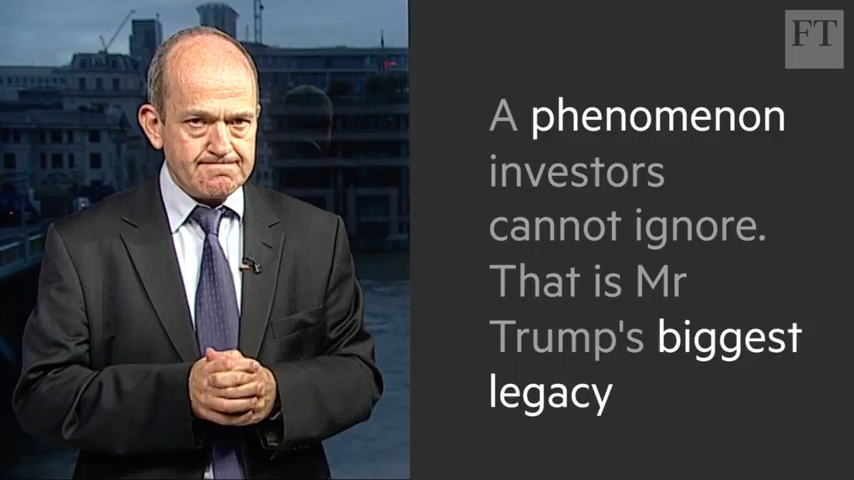 FT
A phenomenon
investors
cannot ignore.
That is Mr
Trump's biggest
legacy